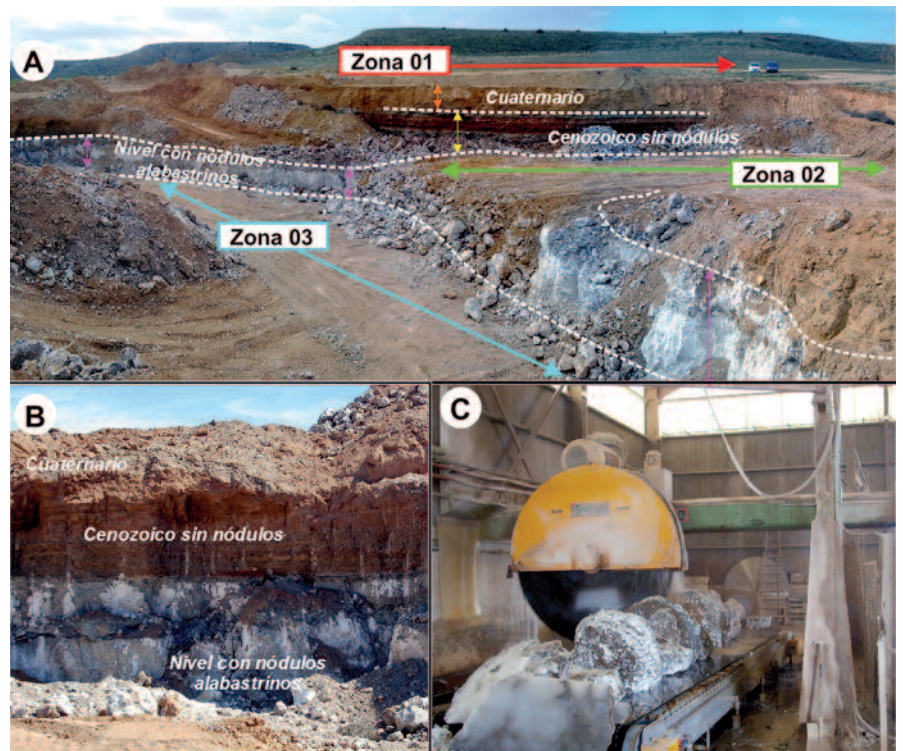 A
Zona 01
Cuaternario
Cenozoico sin nódulos
Nivel con nódulos
alabastrinos
Zona 02
Zona 03
B
Cuaternario
Cenozoico sin nódulos
Nivel con nódulos
alabastrinos
C